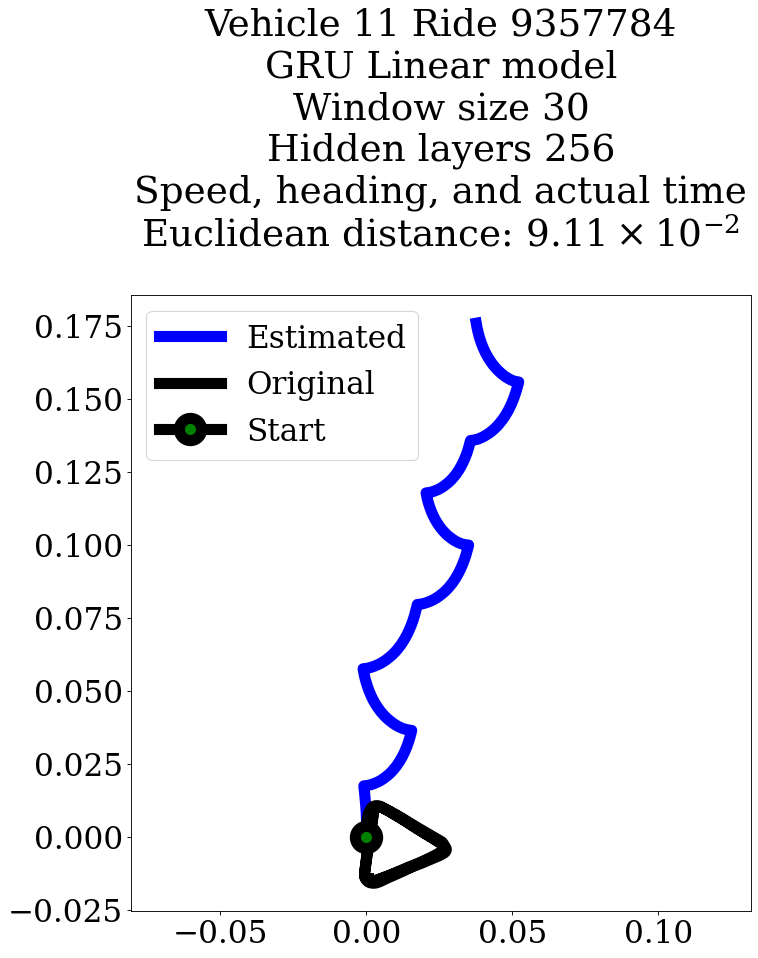 Vehicle 11 Ride 9357784
GRU Linear model
Window size 30
Hidden layers 256
Speed, heading, and actual time
Euclidean distance: 9.11 × 10⁻²
Estimated
Original
Start
0.175
0.150
0.125
0.100
0.075
0.050
0.025
0.000
−0.025
−0.05 0.00 0.05 0.10